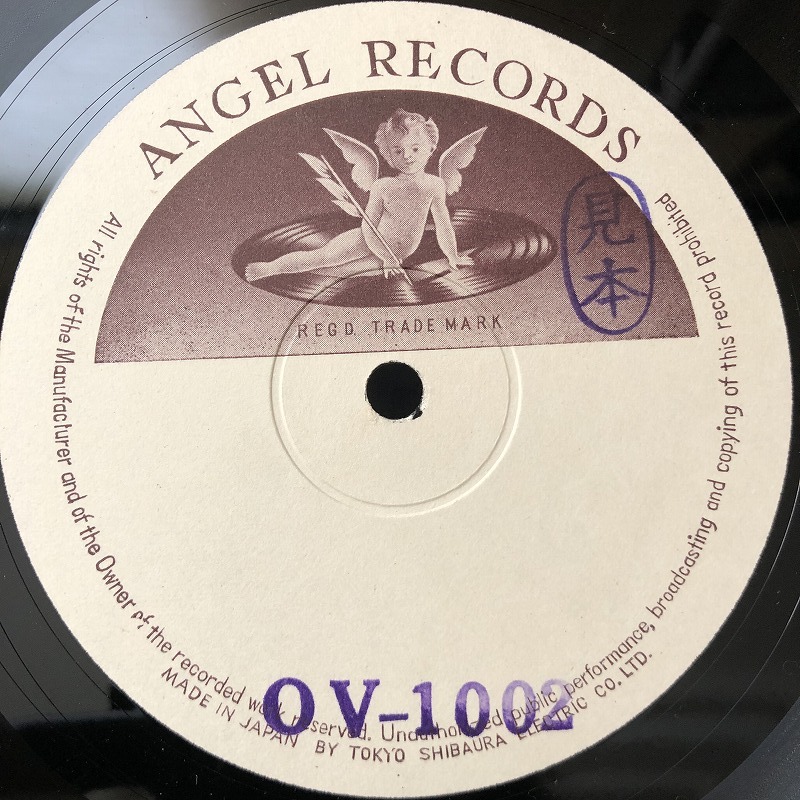 ANGEL RECORDS
REGD. TRADE MARK
見本
All rights of the Manufacturer and of the Owner of the recorded work reserved. Unauthorized public performance, broadcasting and copying of this record prohibited
OV-1002
MADE IN JAPAN BY TOKYO SHIBAURA ELECTRIC CO. LTD.